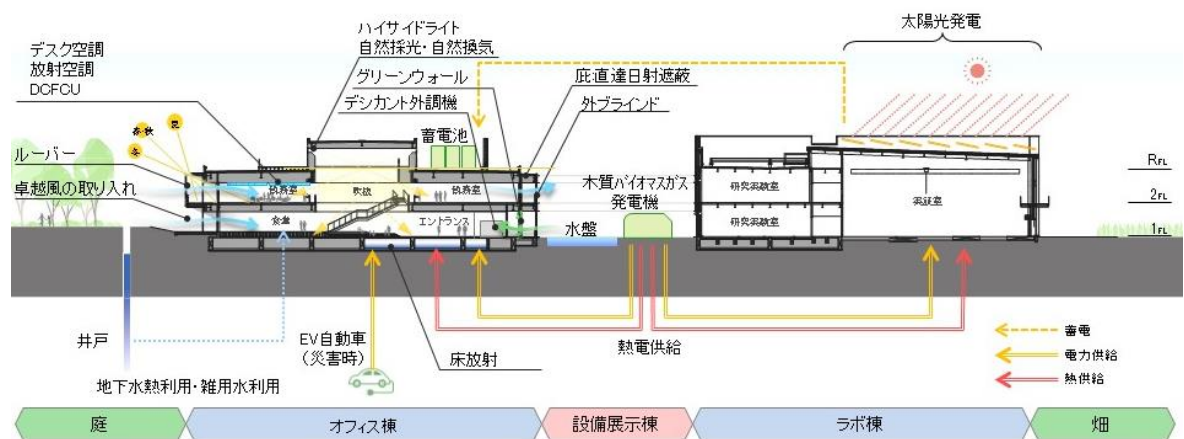 太陽光発電
ハイサイドライト
自然採光・自然換気
グリーンウォール
デシカント外調機
蓄電池
デスク空調
放射空調
DCFCU
庇直達日射遮蔽
外ブラインド
春秋
夏
冬
ルーバー
卓越風の取り入れ
執務室
吹抜
執務室
食堂
エントランス
木質バイオマスガス
発電機
水盤
研究実験室
研究実験室
実験室
RFL
2FL
1FL
井戸
EV自動車
(災害時)
床放射
熱電供給
地下水熱利用・雑用水利用
蓄電
電力供給
熱供給
庭
オフィス棟
設備展示棟
ラボ棟
畑